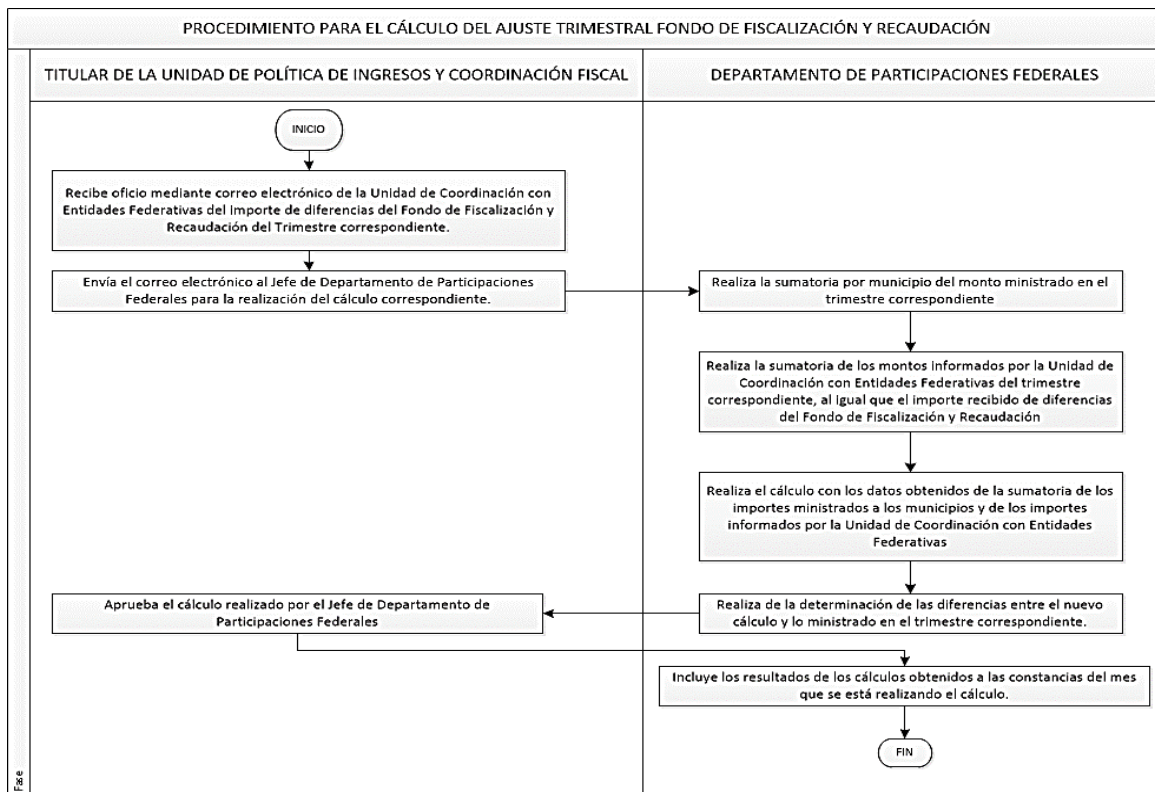 PROCEDIMIENTO PARA EL CÁLCULO DEL AJUSTE TRIMESTRAL FONDO DE FISCALIZACIÓN Y RECAUDACIÓN
TITULAR DE LA UNIDAD DE POLÍTICA DE INGRESOS Y COORDINACIÓN FISCAL
DEPARTAMENTO DE PARTICIPACIONES FEDERALES
INICIO
Recibe oficio mediante correo electrónico de la Unidad de Coordinación con
Entidades Federativas del importe de diferencias del Fondo de Fiscalización y
Recaudación del Trimestre correspondiente.
Envía el correo electrónico al Jefe de Departamento de Participaciones
Federales para la realización del cálculo correspondiente.
Realiza la sumatoria por municipio del monto ministrado en el
trimestre correspondiente
Realiza la sumatoria de los montos informados por la Unidad de
Coordinación con Entidades Federativas del trimestre
correspondiente, al igual que el importe recibido de diferencias
del Fondo de Fiscalización y Recaudación
Realiza el cálculo con los datos obtenidos de la sumatoria de los
importes ministrados a los municipios y de los importes
informados por la Unidad de Coordinación con Entidades
Federativas
Realiza de la determinación de las diferencias entre el nuevo
cálculo y lo ministrado en el trimestre correspondiente.
Aprueba el cálculo realizado por el Jefe de Departamento de
Participaciones Federales
Incluye los resultados de los cálculos obtenidos a las constancias del mes
que se está realizando el cálculo.
FIN
Fase